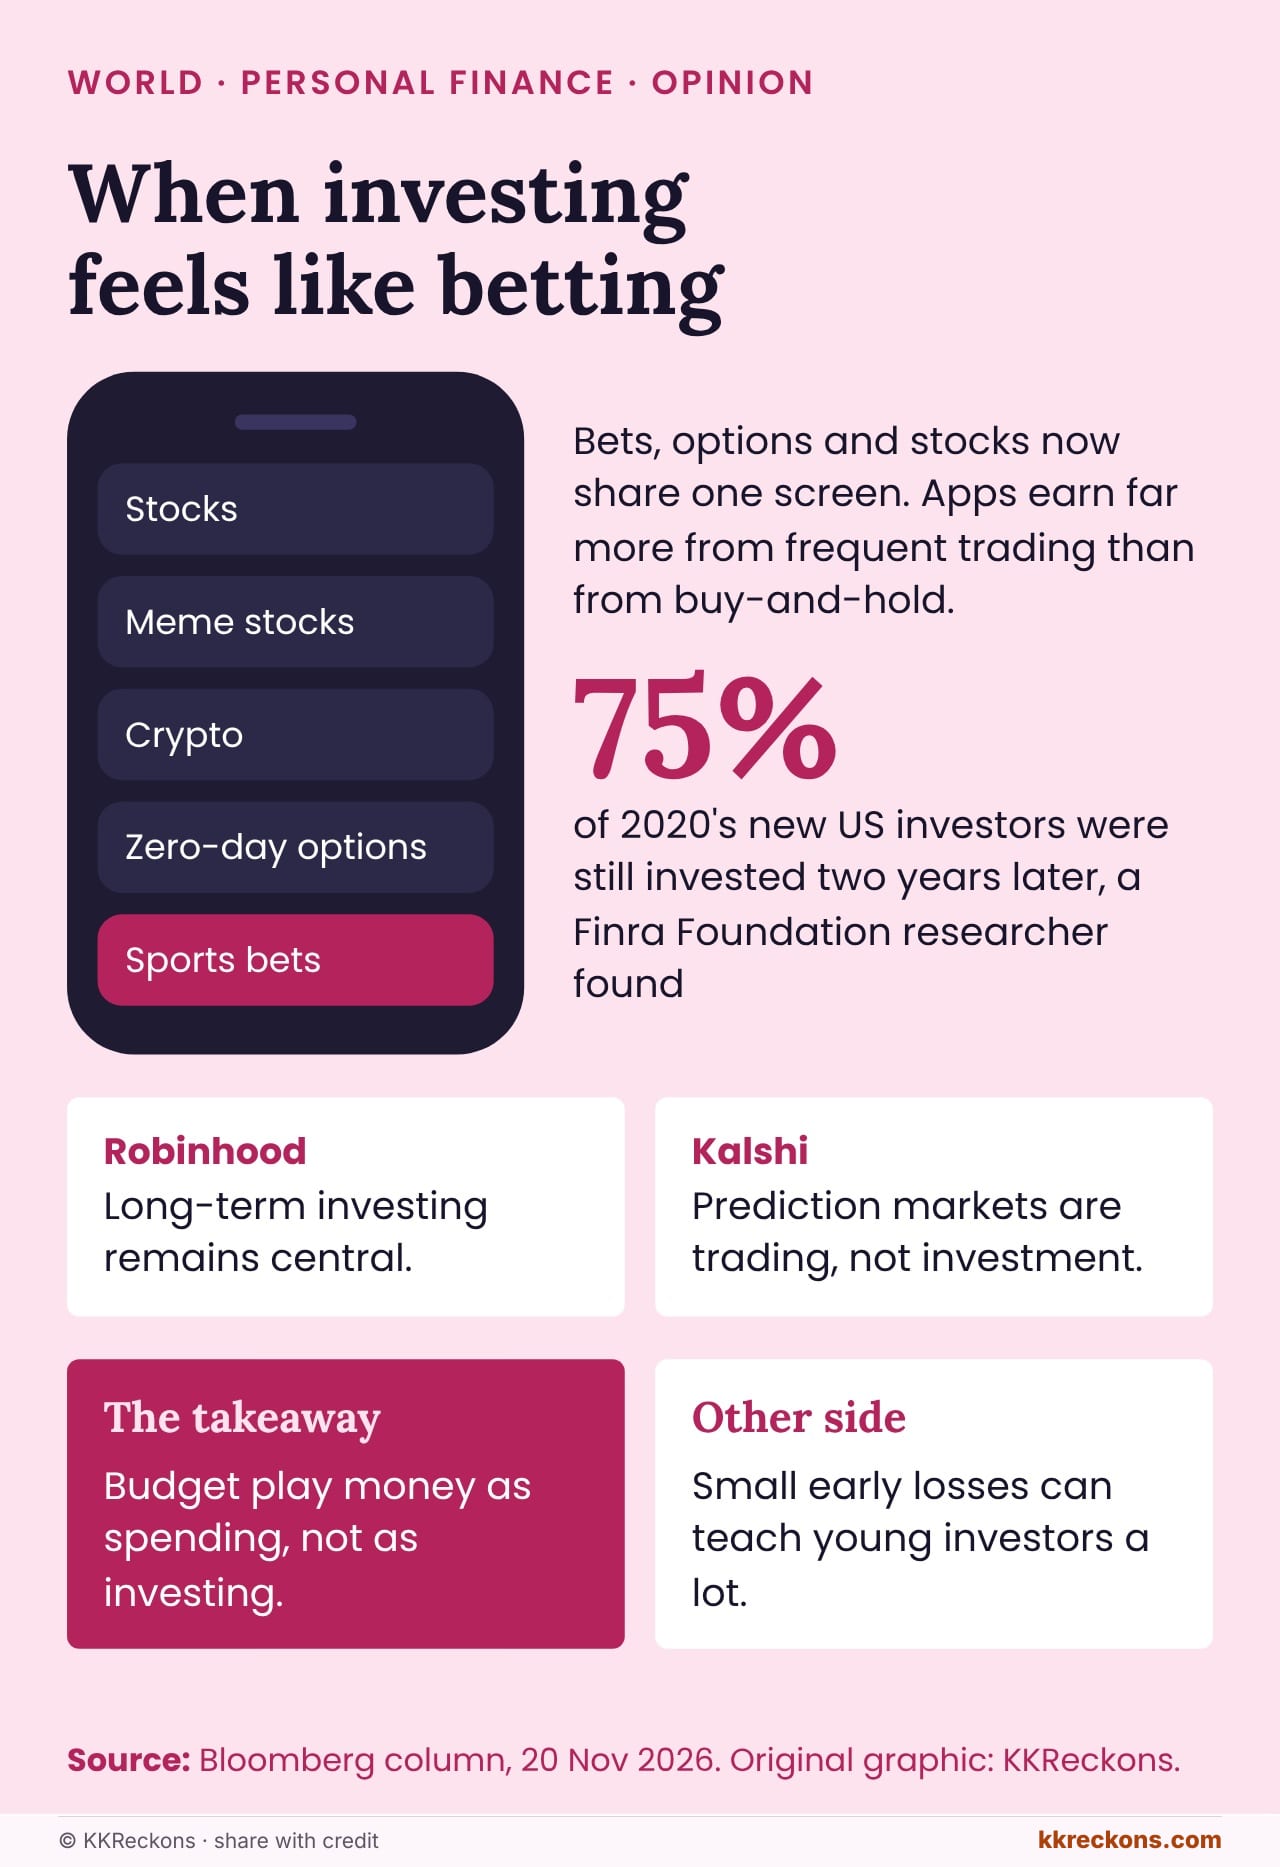 WORLD · PERSONAL FINANCE · OPINION
When investing
feels like betting
Stocks
Meme stocks
Crypto
Zero-day options
Sports bets
Bets, options and stocks now
share one screen. Apps earn far
more from frequent trading than
from buy-and-hold.
75%
of 2020's new US investors were
still invested two years later, a
Finra Foundation researcher
found
Robinhood
Long-term investing
remains central.
Kalshi
Prediction markets are
trading, not investment.
The takeaway
Budget play money as
spending, not as
investing.
Other side
Small early losses can
teach young investors a
lot.
Source: Bloomberg column, 20 Nov 2026. Original graphic: KKReckons.
© KKReckons · share with credit
kkreckons.com